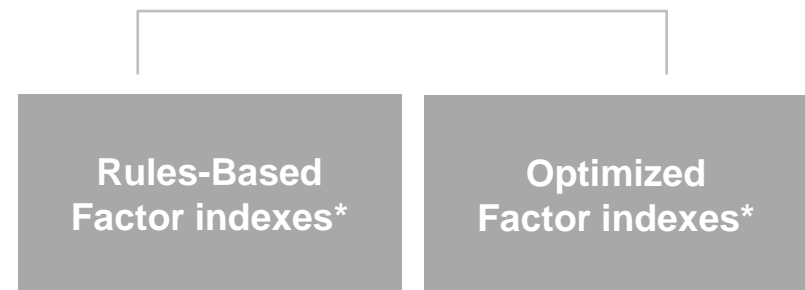 Rules-Based
Factor indexes*
Optimized
Factor indexes*